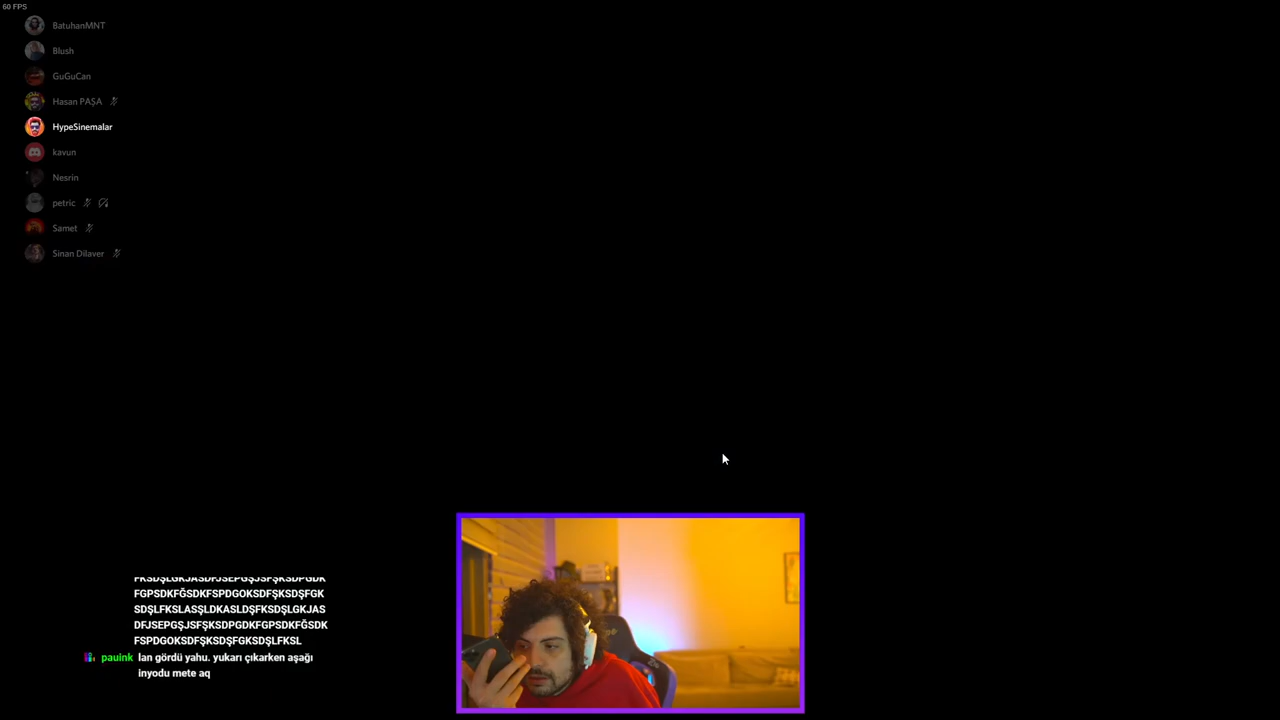 60 FPS
BatuhanMNT
Blush
GuGuCan
Hasan PAŞA
HypeSinemalar
kavun
Nesrin
petric
Samet
Sinan Dilaver
FKSDŞLGKJASDFJSEPGŞJSFŞKSDPGDK
FGPSDKFĞSDKFSPDGOKSDFŞKSDŞFGK
SDŞLFKSLASŞLDKASLDŞFKSDŞLGKJAS
DFJSEPGŞJSFŞKSDPGDKFGPSDKFĞSDK
FSPDGOKSDFŞKSDŞFGKSDŞLFKSL
pauink lan gördü yahu. yukarı çıkarken aşağı
inyodu mete aq